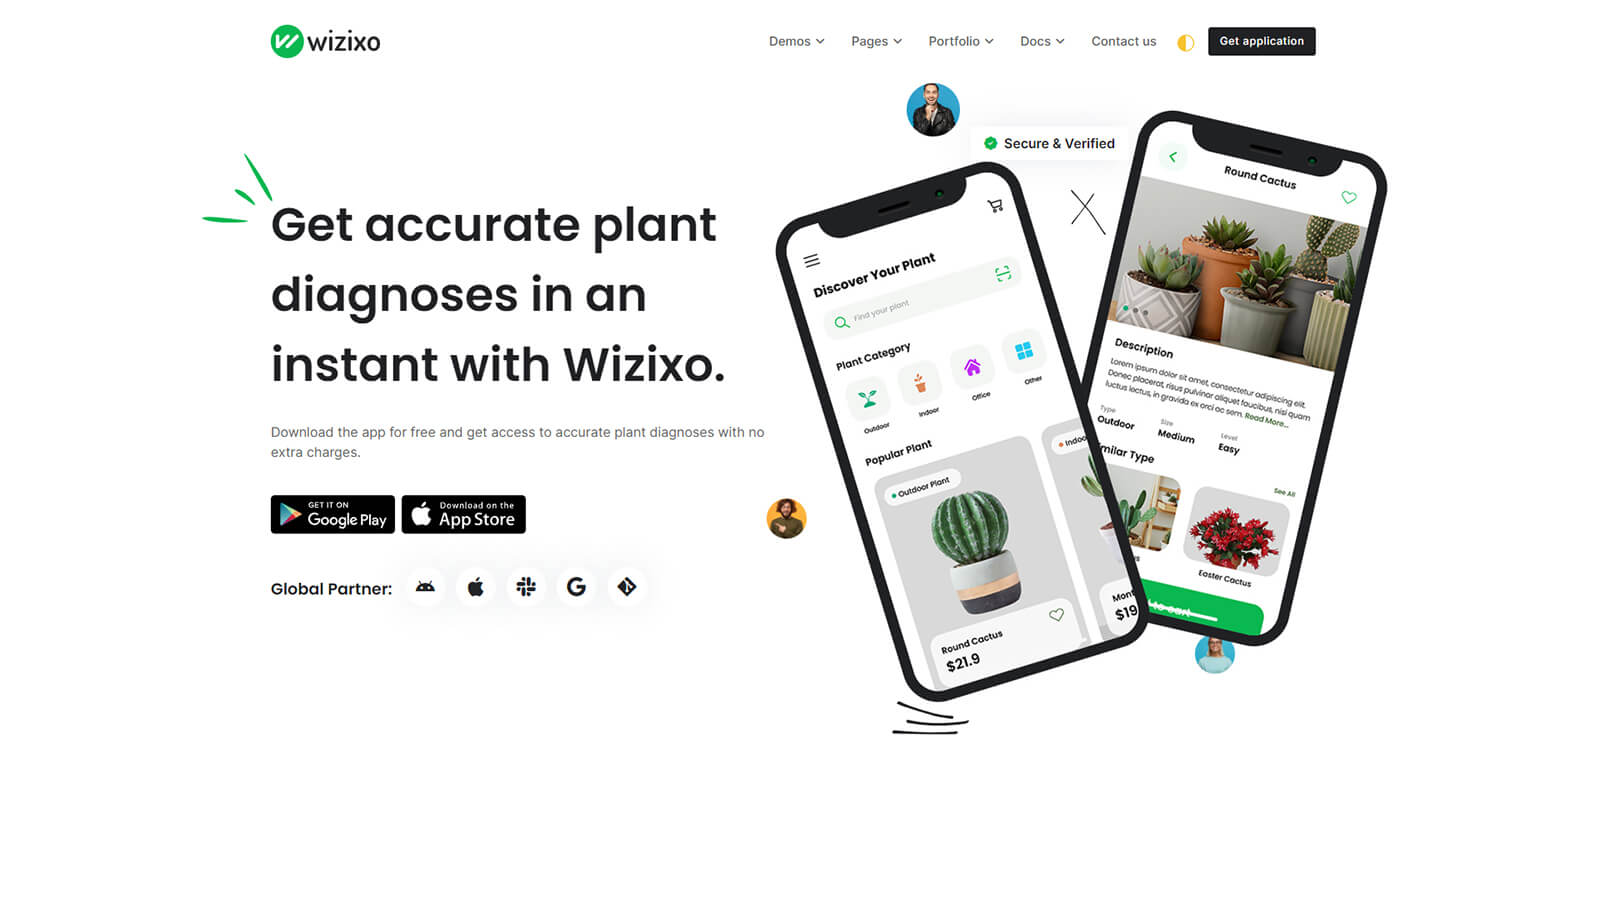 wizixo
Demos
Pages
Portfolio
Docs
Contact us
Get application
Get accurate plant
diagnoses in an
instant with Wizixo.
Download the app for free and get access to accurate plant diagnoses with no
extra charges.
GET IT ON
Google Play
Download on the
App Store
Global Partner:
Secure & Verified
Discover Your Plant
Find your plant
Plant Category
Outdoor
Indoor
Office
Other
Popular Plant
Outdoor Plant
Round Cactus
$21.9
Round Cactus
Description
Lorem ipsum dolor sit amet, consectetur adipiscing elit.
Donec placerat, risus pulvinar aliquet faucibus, nisi quam
luctus lectus, in gravida ex orci ac sem. Read More...
Type
Outdoor
Size
Medium
Level
Easy
See All
Easter Cactus
to cart